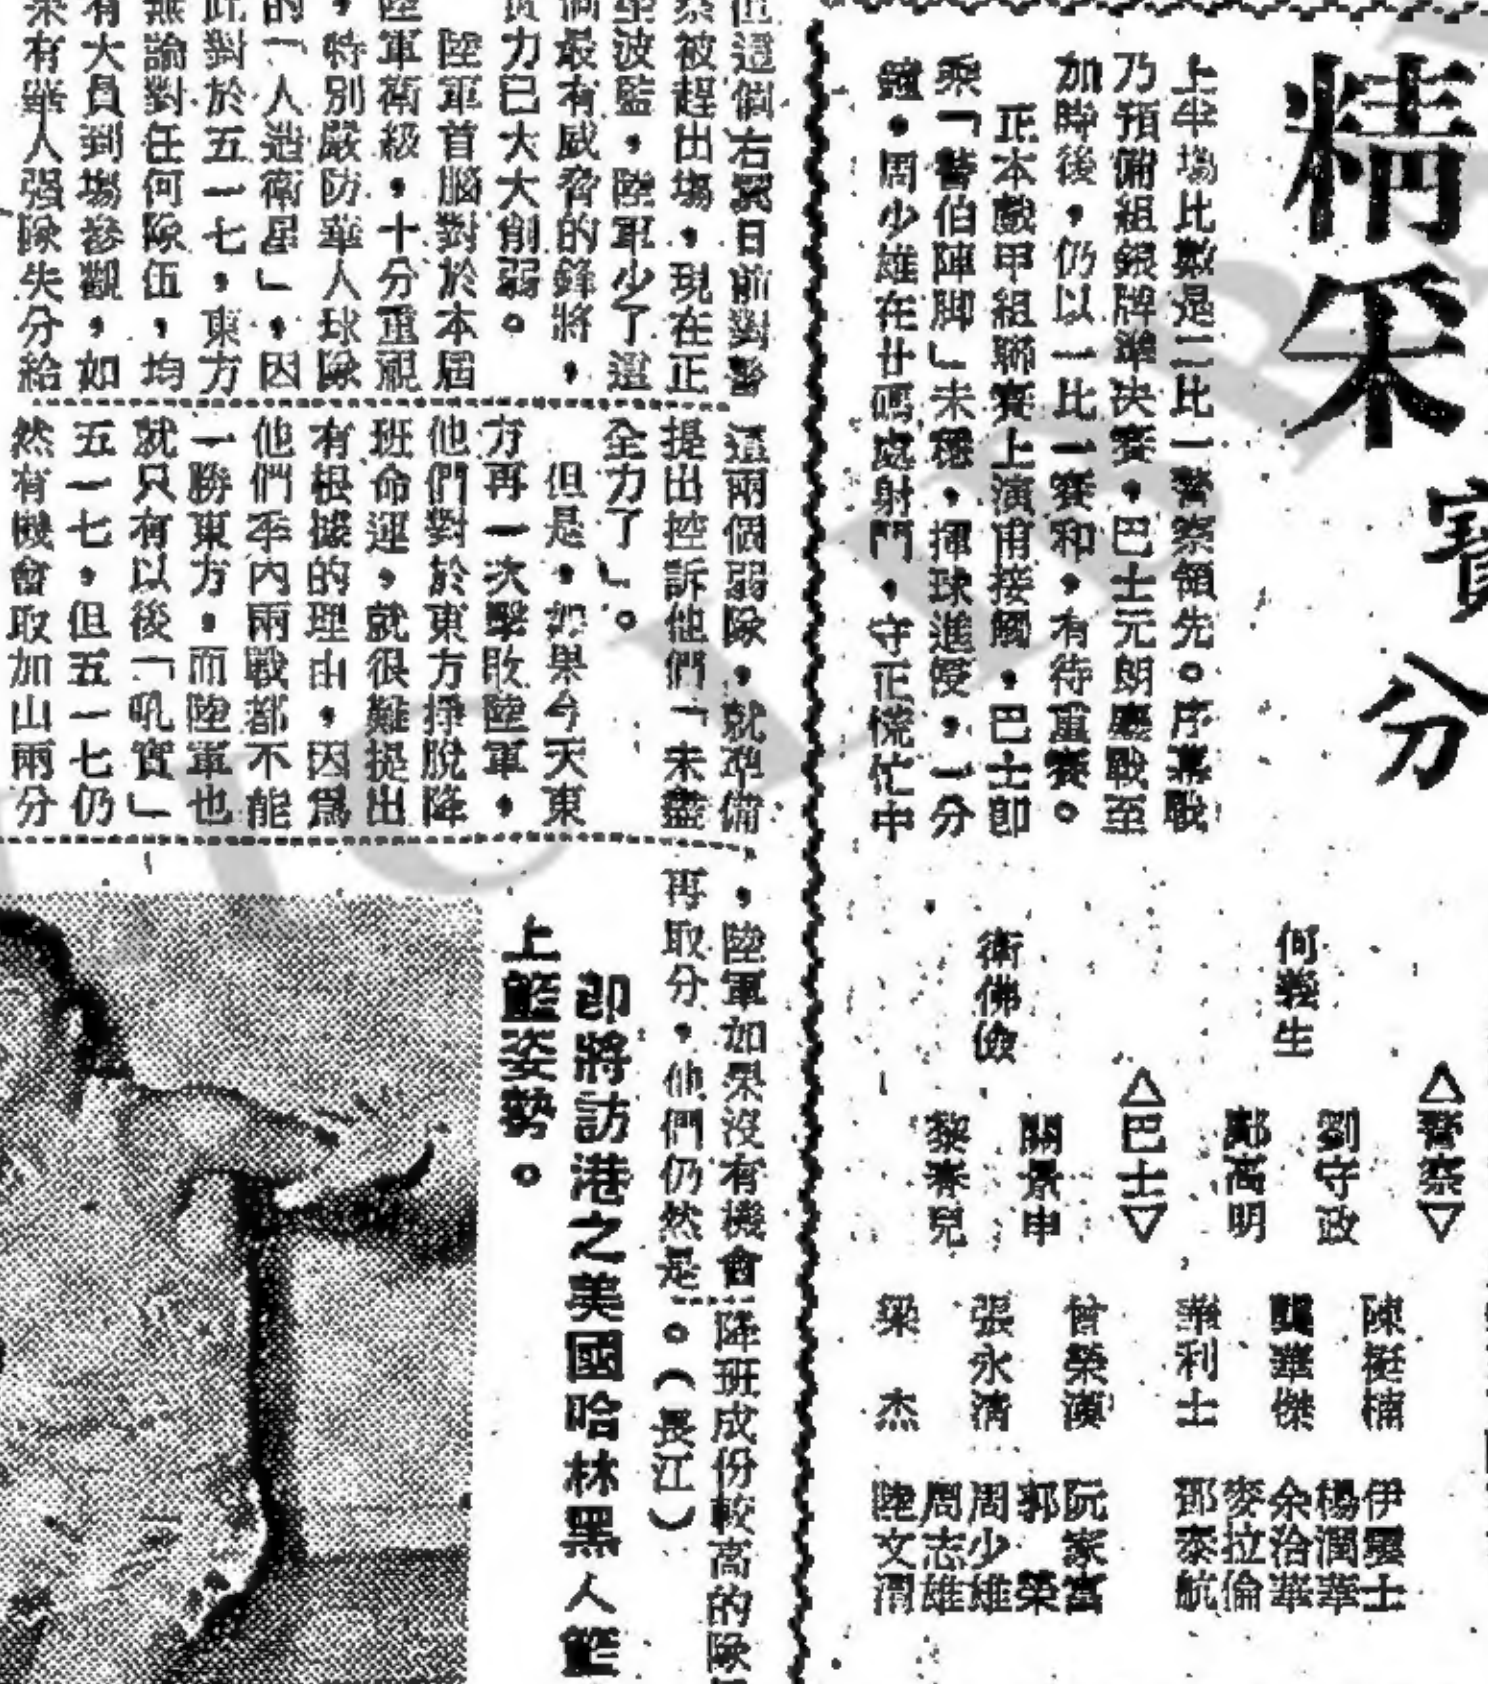 精采
寶
分
上半場比數是二比一警察領先。序幕戰
乃預備組銀牌準决賽,巴士元朗鏖戰至
加時後,仍以一比一賽和,有待重賽。
正本戲甲組聯賽上演甫接觸,巴士即
乘「警伯陣脚」未穩,揮球進侵,一分
鐘,周少雄在廿碼處射門,守正慌忙中
△警察▽
何義生
劉守政
鄺高明
陳挺楠
龔華傑
華利士
伊靈士
楊潤華
余洽華
麥拉倫
鄧泰航
△巴士▽
衛佛儉
關景申
黎春兒
曾榮灝
張永清
梁杰
阮家富
郭榮
周少雄
周志雄
陸文渭
這個右翼日前對警
察被趕出塲,現在正
波監,陸軍少了這
個最有威脅的鋒將,
力已大大削弱。
陸軍首腦對於本屆
軍衛級,十分重視
,特別嚴防華人球隊
的「人造衛星」,因
此對於五一七,東方
無論對任何隊伍,均
有大員到塲參觀,如
果有華人强隊失分給
這兩個弱隊,就準備
提出控訴他們「未盡
全力了」。
但是,如果今天東
方再一次擊敗陸軍,
他們對於東方掙脫降
班命運,就很難提出
有根據的理由,因爲
他們季內兩戰都不能
一勝東方,而陸軍也
就只有以後「吼實」
五一七,但五一七仍
然有機會取加山兩分
,陸軍如果沒有機會
再取分,他們仍然是
降班成份較高的隊
。(長江)
即將訪港之美國哈林黑人籃
上籃姿勢。